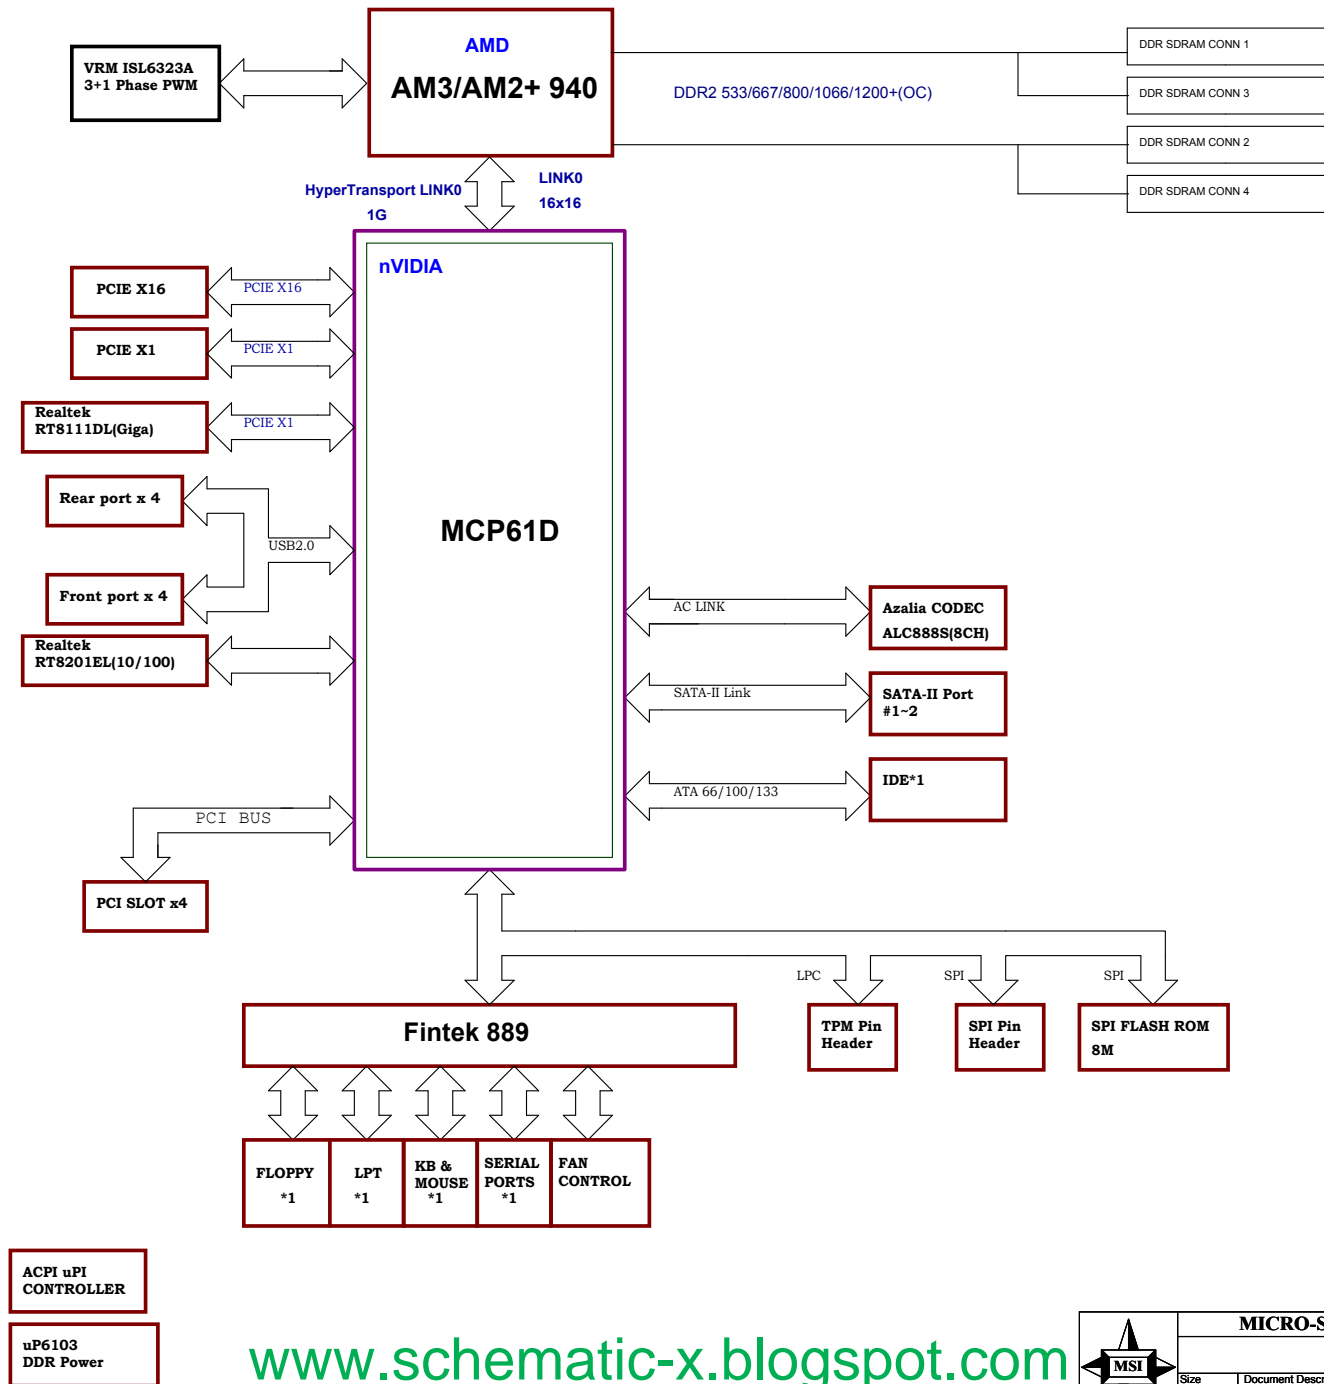 AMD
AM3/AM2+ 940
VRM ISL6323A
3+1 Phase PWM
DDR2 533/667/800/1066/1200+(OC)
DDR SDRAM CONN 1
DDR SDRAM CONN 3
DDR SDRAM CONN 2
DDR SDRAM CONN 4
HyperTransport LINK0
1G
LINK0
16x16
nVIDIA
MCP61D
PCIE X16
PCIE X16
PCIE X1
PCIE X1
Realtek
RT8111DL(Giga)
PCIE X1
Rear port x 4
USB2.0
Front port x 4
Realtek
RT8201EL(10/100)
AC LINK
Azalia CODEC
ALC888S(8CH)
SATA-II Link
SATA-II Port
#1~2
ATA 66/100/133
IDE*1
PCI BUS
PCI SLOT x4
LPC
SPI
SPI
Fintek 889
TPM Pin
Header
SPI Pin
Header
SPI FLASH ROM
8M
FLOPPY
*1
LPT
*1
KB &
MOUSE
*1
SERIAL
PORTS
*1
FAN
CONTROL
ACPI uPI
CONTROLLER
uP6103
DDR Power
www.schematic-x.blogspot.com
MSI
MICRO-S
Size
Document Descr